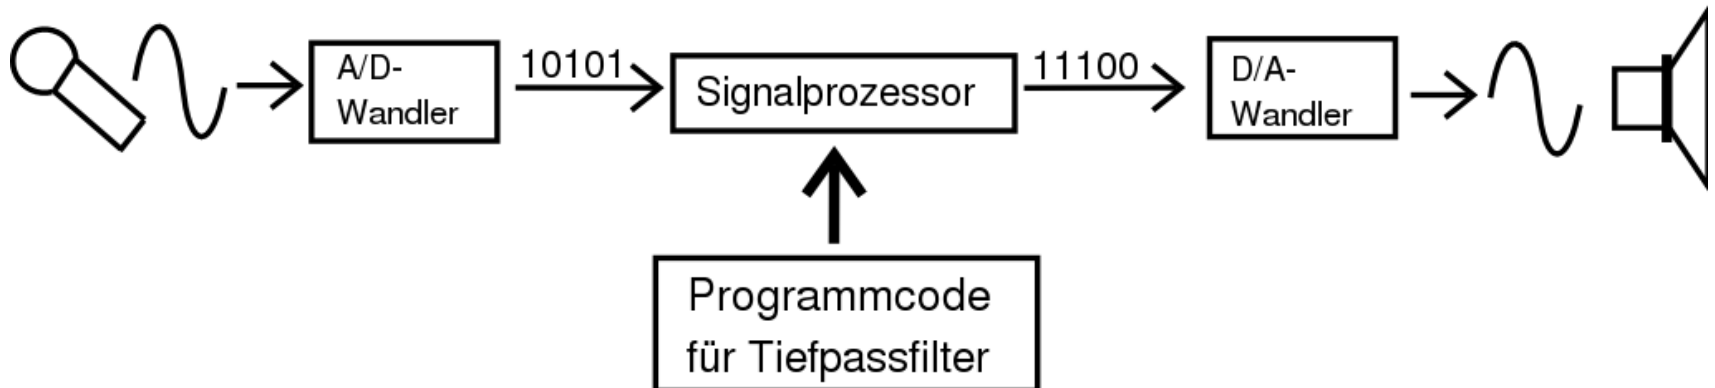 A/D-
Wandler
10101
Signalprozessor
11100
D/A-
Wandler
Programmcode
für Tiefpassfilter